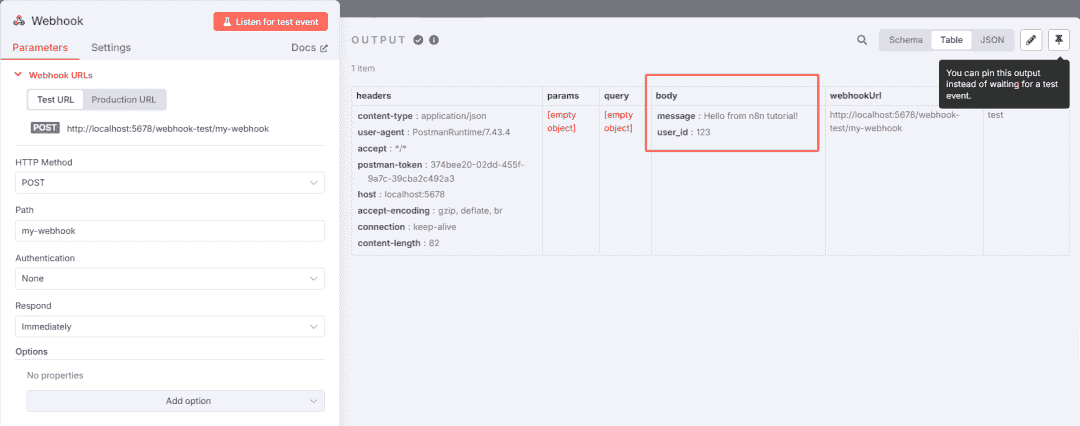 Webhook
Listen for test event
Parameters
Settings
Docs
Webhook URLs
Test URL
Production URL
POST
http://localhost:5678/webhook-test/my-webhook
HTTP Method
POST
Path
my-webhook
Authentication
None
Respond
Immediately
Options
No properties
Add option
OUTPUT
Schema
Table
JSON
You can pin this output
instead of waiting for a test
event.
1 item
headers
params
query
body
webhookUrl
content-type : application/json
user-agent : PostmanRuntime/7.43.4
accept : */*
postman-token : 374bee20-02dd-455f-
9a7c-39cba2c492a3
host : localhost:5678
accept-encoding : gzip, deflate, br
connection : keep-alive
content-length : 82
[empty
object]
[empty
object]
message : Hello from n8n tutorial!
user_id : 123
http://localhost:5678/webhook-
test/my-webhook
test